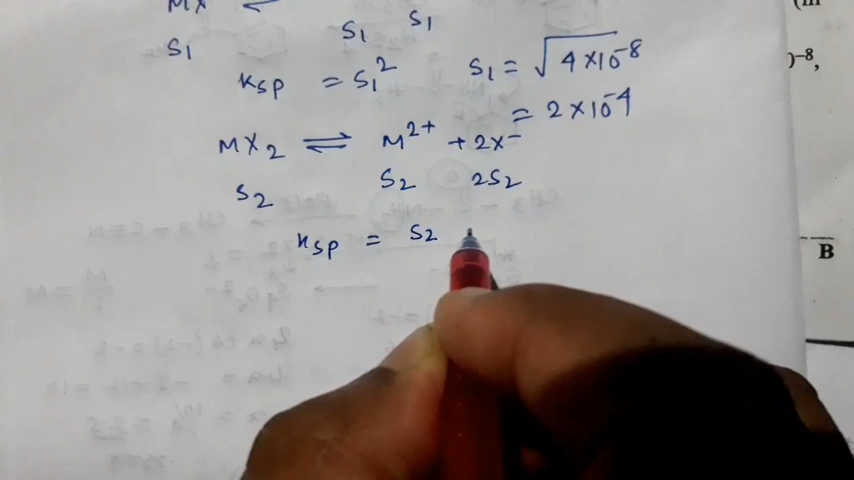 MX ⇌
S₁ S₁ S₁
Ksp = S₁² S₁ = √4×10⁻⁸
= 2×10⁻⁴
MX₂ ⇌ M²⁺ + 2X⁻
S₂ S₂ 2S₂
Ksp = S₂
)⁻⁸,
B